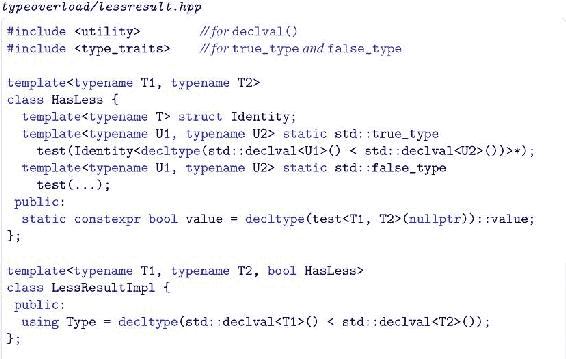 typeoverload/lessresult.hpp
#include <utility> //for declval()
#include <type_traits> //for true_type and false_type
template<typename T1, typename T2>
class HasLess {
template<typename T> struct Identity;
template<typename U1, typename U2> static std::true_type
test(Identity<decltype(std::declval<U1>() < std::declval<U2>())>*);
template<typename U1, typename U2> static std::false_type
test(...);
public:
static constexpr bool value = decltype(test<T1, T2>(nullptr))::value;
};
template<typename T1, typename T2, bool HasLess>
class LessResultImpl {
public:
using Type = decltype(std::declval<T1>() < std::declval<T2>());
};